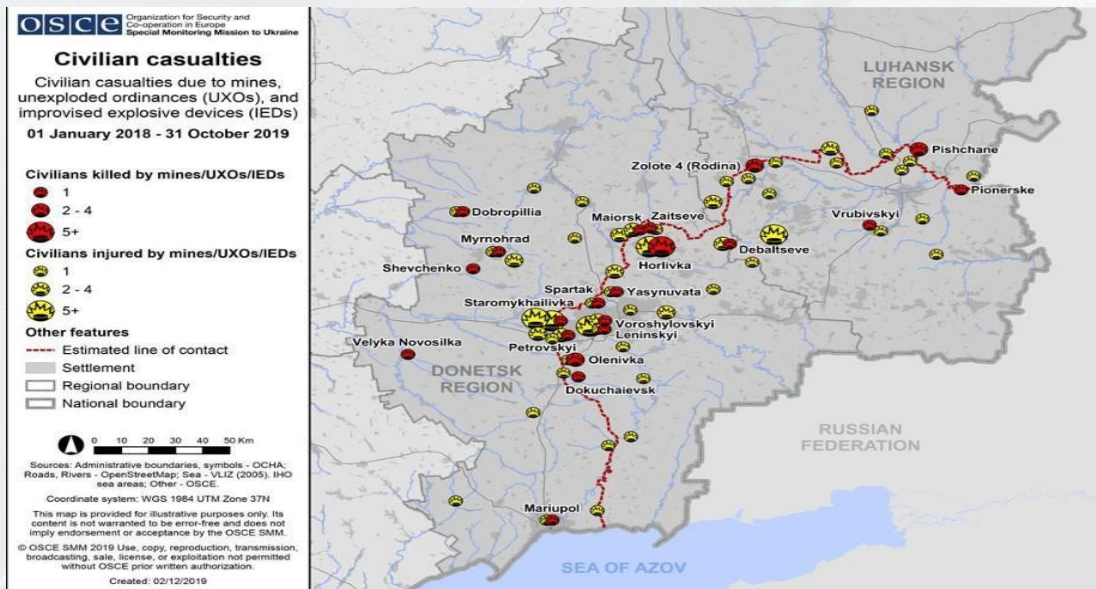 osce
Organization for Security and
Co-operation in Europe
Special Monitoring Mission to Ukraine
Civilian casualties
Civilian casualties due to mines,
unexploded ordinances (UXOs), and
improvised explosive devices (IEDs)
01 January 2018 - 31 October 2019
Civilians killed by mines/UXOs/IEDs
1
2 - 4
5+
Civilians injured by mines/UXOs/IEDs
1
2 - 4
5+
Other features
Estimated line of contact
Settlement
Regional boundary
National boundary
0 10 20 30 40 50 Km
Sources: Administrative boundaries, symbols - OCHA;
Roads, Rivers - OpenStreetMap; Sea - VLIZ (2005). IHO
sea areas; Other - OSCE.
Coordinate system: WGS 1984 UTM Zone 37N
This map is provided for illustrative purposes only. Its
content is not warranted to be error-free and does not
imply endorsement or acceptance by the OSCE SMM.
© OSCE SMM 2019 Use, copy, reproduction, transmission,
broadcasting, sale, license, or exploitation not permitted
without OSCE prior written authorization.
Created: 02/12/2019
LUHANSK
REGION
Pishchane
Zolote 4 (Rodina)
Pionerske
Dobropillia
Maiorsk
Zaitseve
Vrubivskyi
Myrnohrad
Debaltseve
Shevchenko
Horlivka
Spartak
Yasynuvata
Staromykhailivka
Voroshylovskyi
Leninskyi
Velyka Novosilka
Petrovskyi
Olenivka
DONETSK
REGION
Dokuchaievsk
RUSSIAN
FEDERATION
Mariupol
SEA OF AZOV